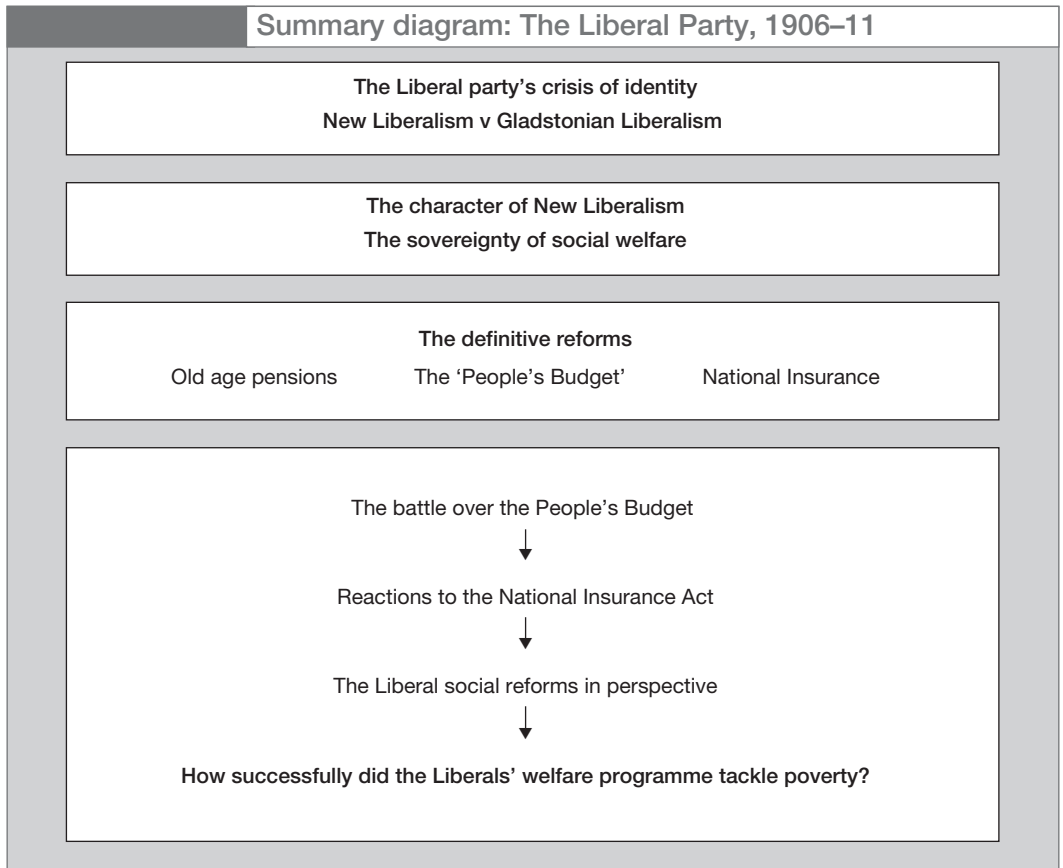 Summary diagram: The Liberal Party, 1906–11
The Liberal party’s crisis of identity
New Liberalism v Gladstonian Liberalism
The character of New Liberalism
The sovereignty of social welfare
The definitive reforms
Old age pensions The ‘People’s Budget’ National Insurance
The battle over the People’s Budget
Reactions to the National Insurance Act
The Liberal social reforms in perspective
How successfully did the Liberals’ welfare programme tackle poverty?